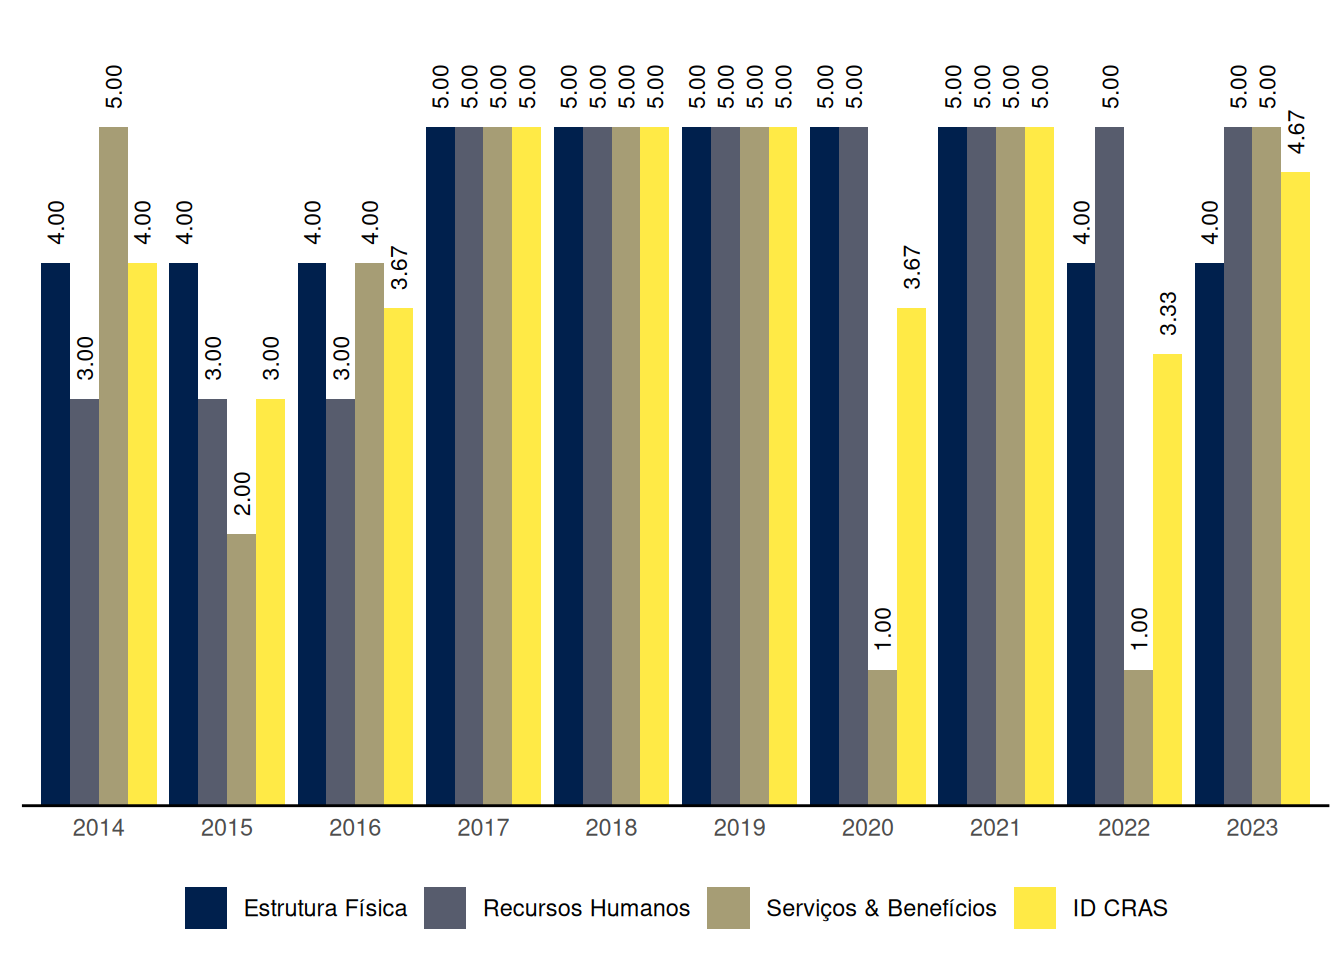 5.00 5.00 5.00 5.00 5.00 5.00 5.00 5.00 5.00 5.00 5.00 5.00 5.00 5.00 5.00 5.00 5.00 5.00 5.00 5.00 5.00 5.00
4.67
4.00 4.00 4.00 4.00 4.00 4.00 4.00
3.67 3.67
3.33
3.00 3.00 3.00 3.00
2.00
1.00 1.00
2014 2015 2016 2017 2018 2019 2020 2021 2022 2023
Estrutura Física Recursos Humanos Serviços & Benefícios ID CRAS